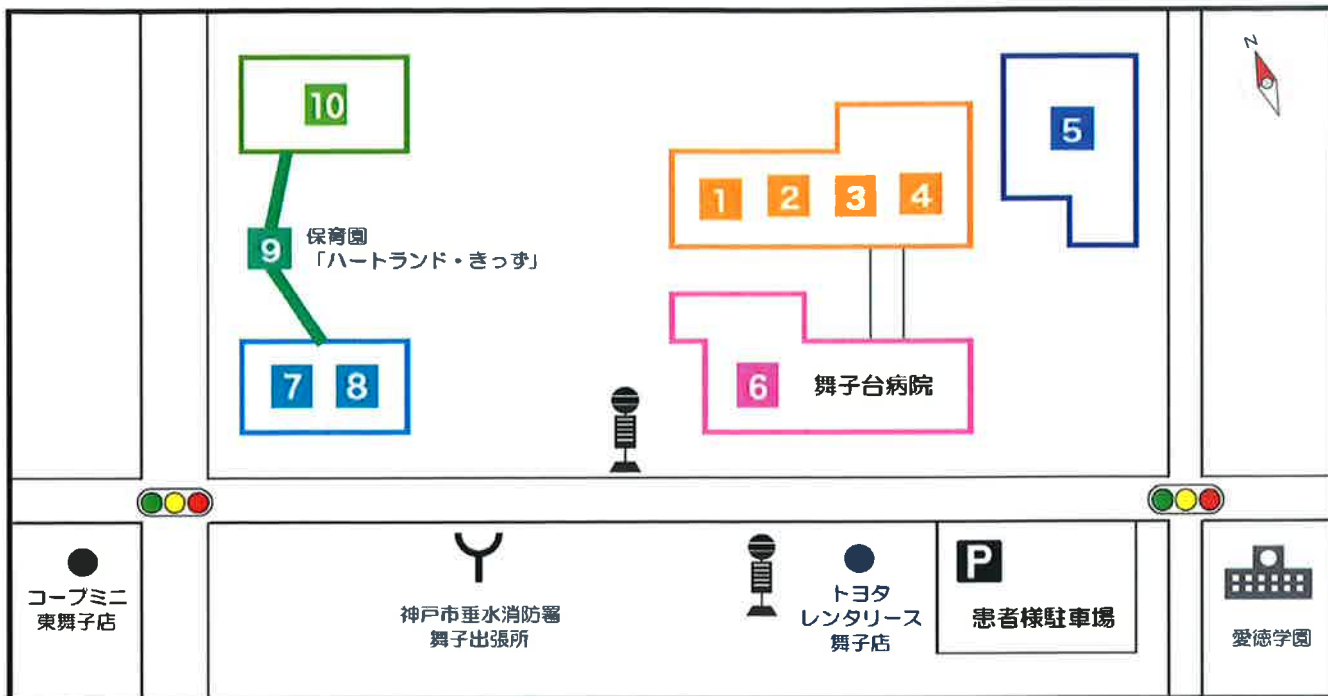 N
10
5
1
2
3
4
9
保育園
「ハートランド・きっず」
7
8
6
舞子台病院
コープミニ
東舞子店
神戸市垂水消防署
舞子出張所
トヨタ
レンタリース
舞子店
P
患者様駐車場
愛徳学園